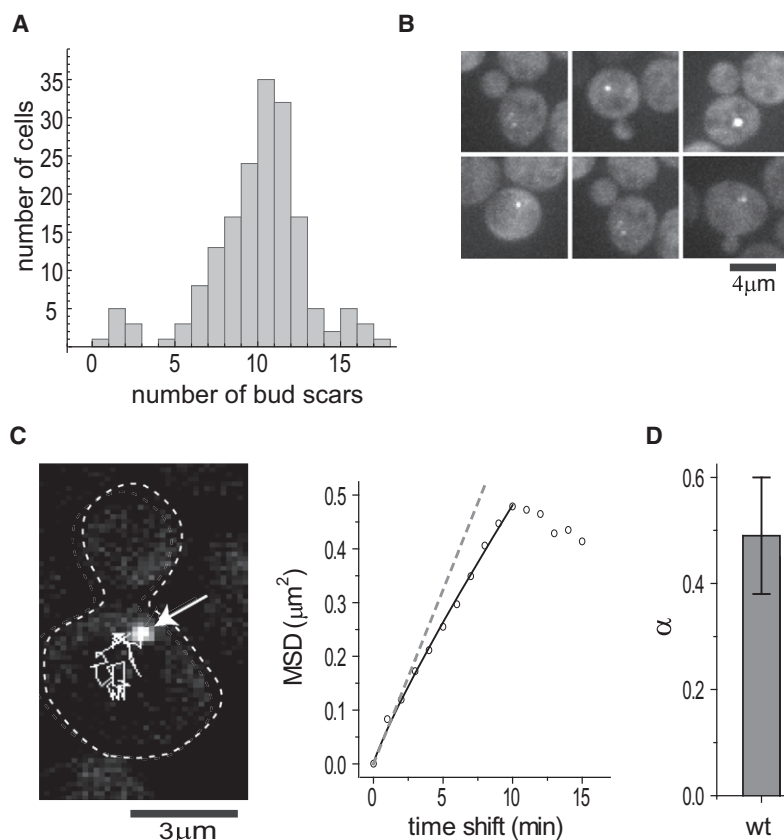 A
B
number of cells
35
30
25
20
15
10
5
0
5
10
15
number of bud scars
4μm
C
D
3μm
MSD (μm²)
0.5
0.4
0.3
0.2
0.1
0.0
0
5
10
15
time shift (min)
α
0.6
0.4
0.2
0.0
wt